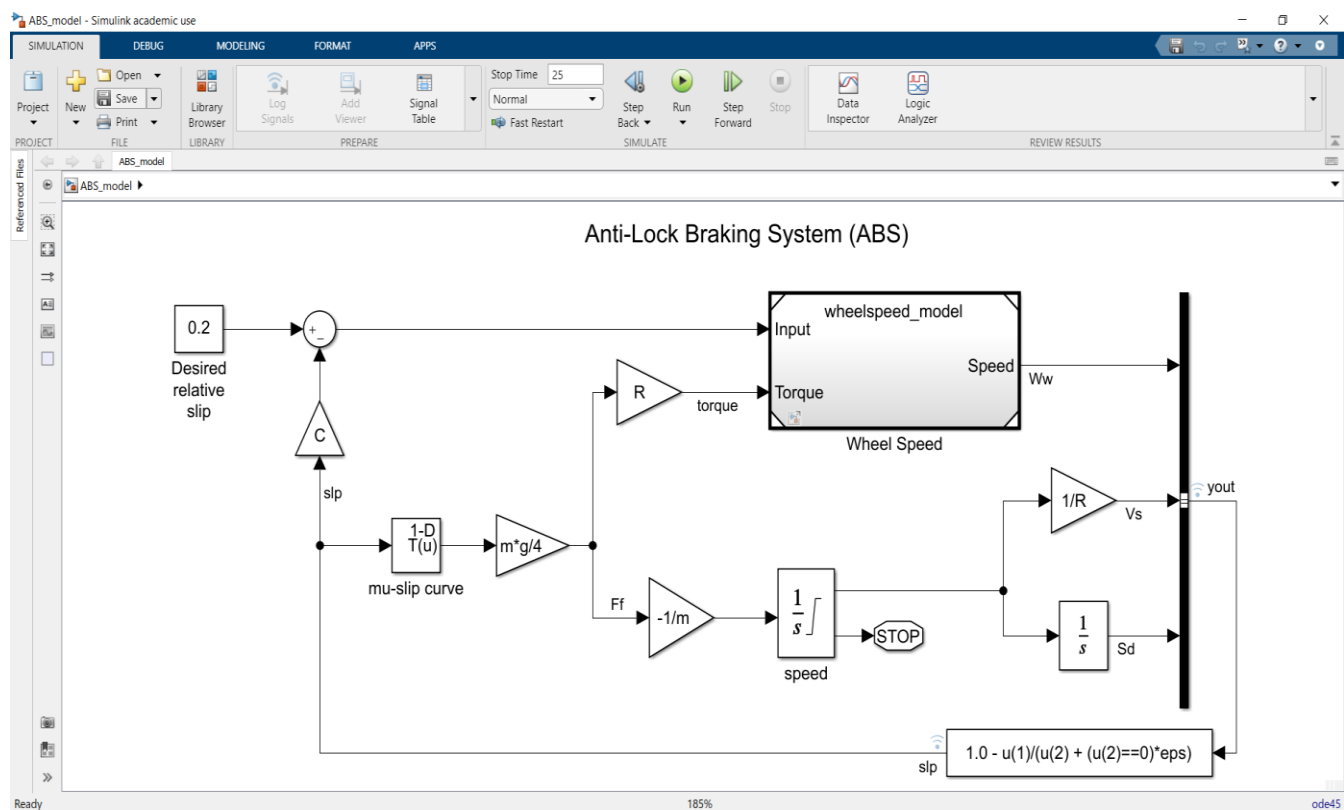 ABS_model - Simulink academic use
SIMULATION DEBUG MODELING FORMAT APPS
Project
New
Open
Save
Print
Library
Browser
Log
Signals
Add
Viewer
Signal
Table
Stop Time 25
Normal
Fast Restart
Step
Back
Run
Step
Forward
Stop
Data
Inspector
Logic
Analyzer
PROJECT FILE LIBRARY PREPARE SIMULATE REVIEW RESULTS
Referenced Files
ABS_model
ABS_model
Anti-Lock Braking System (ABS)
0.2
Desired
relative
slip
+
−
C
slp
1-D
T(u)
mu-slip curve
m*g/4
R
torque
wheelspeed_model
Input
Speed
Torque
Wheel Speed
Ww
Ff
-1/m
1
s
speed
STOP
1/R
Vs
1
s
Sd
yout
1.0 - u(1)/(u(2) + (u(2)==0)*eps)
slp
Ready 185% ode45